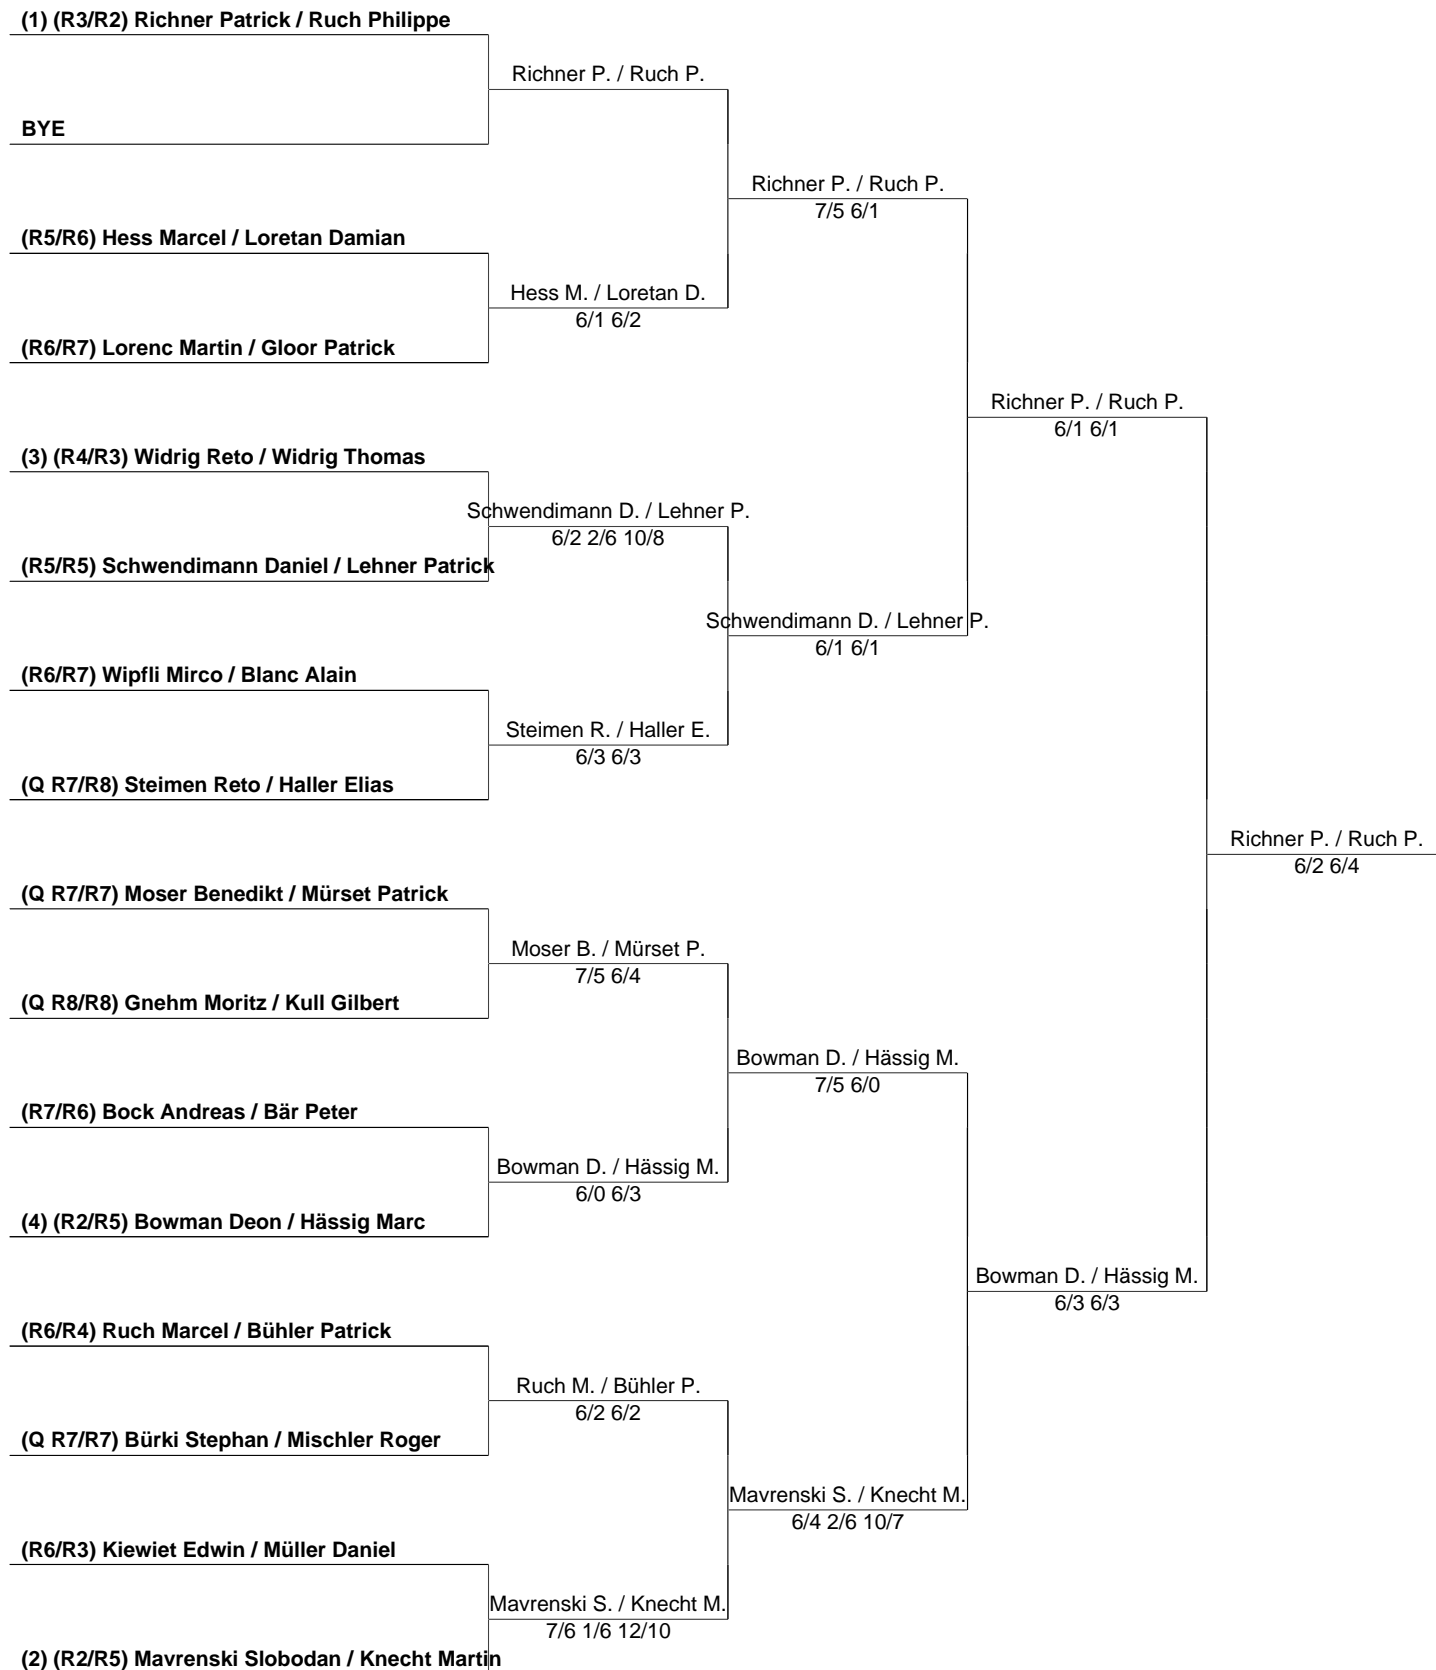 (1) (R3/R2) Richner Patrick / Ruch Philippe
Richner P. / Ruch P.
BYE
Richner P. / Ruch P.
7/5 6/1
(R5/R6) Hess Marcel / Loretan Damian
Hess M. / Loretan D.
6/1 6/2
(R6/R7) Lorenc Martin / Gloor Patrick
Richner P. / Ruch P.
6/1 6/1
(3) (R4/R3) Widrig Reto / Widrig Thomas
Schwendimann D. / Lehner P.
6/2 2/6 10/8
(R5/R5) Schwendimann Daniel / Lehner Patrick
Schwendimann D. / Lehner P.
6/1 6/1
(R6/R7) Wipfli Mirco / Blanc Alain
Steimen R. / Haller E.
6/3 6/3
(Q R7/R8) Steimen Reto / Haller Elias
Richner P. / Ruch P.
6/2 6/4
(Q R7/R7) Moser Benedikt / Mürset Patrick
Moser B. / Mürset P.
7/5 6/4
(Q R8/R8) Gnehm Moritz / Kull Gilbert
Bowman D. / Hässig M.
7/5 6/0
(R7/R6) Bock Andreas / Bär Peter
Bowman D. / Hässig M.
6/0 6/3
(4) (R2/R5) Bowman Deon / Hässig Marc
Bowman D. / Hässig M.
6/3 6/3
(R6/R4) Ruch Marcel / Bühler Patrick
Ruch M. / Bühler P.
6/2 6/2
(Q R7/R7) Bürki Stephan / Mischler Roger
Mavrenski S. / Knecht M.
6/4 2/6 10/7
(R6/R3) Kiewiet Edwin / Müller Daniel
Mavrenski S. / Knecht M.
7/6 1/6 12/10
(2) (R2/R5) Mavrenski Slobodan / Knecht Martin